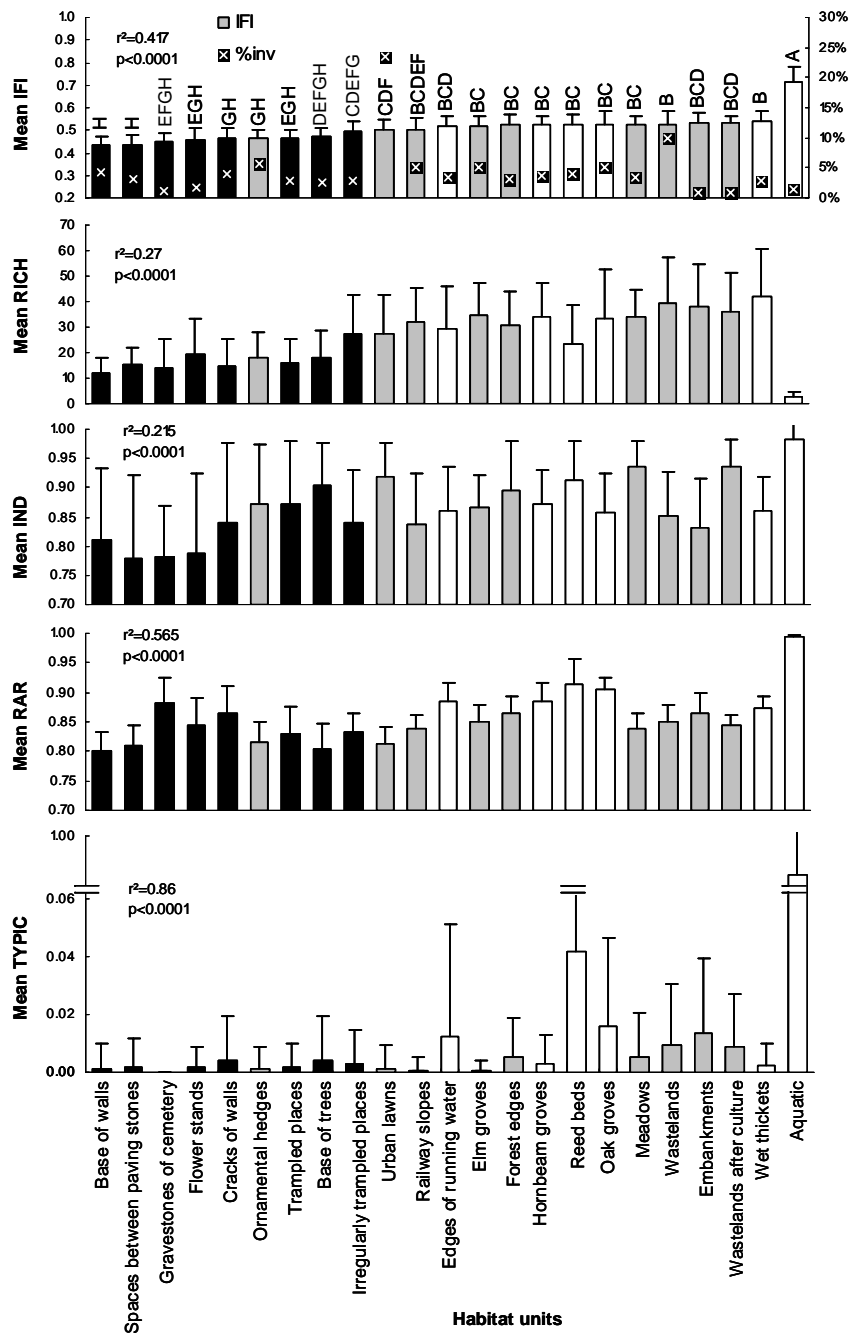 Mean IFI
1.0
0.9
0.8
0.7
0.6
0.5
0.4
0.3
0.2
r²=0.417
p<0.0001
IFI
%inv
30%
25%
20%
15%
10%
5%
0%
H
H
EFGH
EGH
GH
GH
EGH
DEFGH
CDEFG
CDF
BCDEF
BCD
BC
BC
BC
BC
BC
BC
B
BCD
BCD
B
A
Mean RICH
70
60
50
40
30
20
10
0
r²=0.27
p<0.0001
Mean IND
1.00
0.95
0.90
0.85
0.80
0.75
0.70
r²=0.215
p<0.0001
Mean RAR
1.00
0.95
0.90
0.85
0.80
0.75
0.70
r²=0.565
p<0.0001
Mean TYPIC
1.00
0.06
0.04
0.02
0.00
r²=0.86
p<0.0001
Base of walls
Spaces between paving stones
Gravestones of cemetery
Flower stands
Cracks of walls
Ornamental hedges
Trampled places
Base of trees
Irregularly trampled places
Urban lawns
Railway slopes
Edges of running water
Elm groves
Forest edges
Hornbeam groves
Reed beds
Oak groves
Meadows
Wastelands
Embankments
Wastelands after culture
Wet thickets
Aquatic
Habitat units